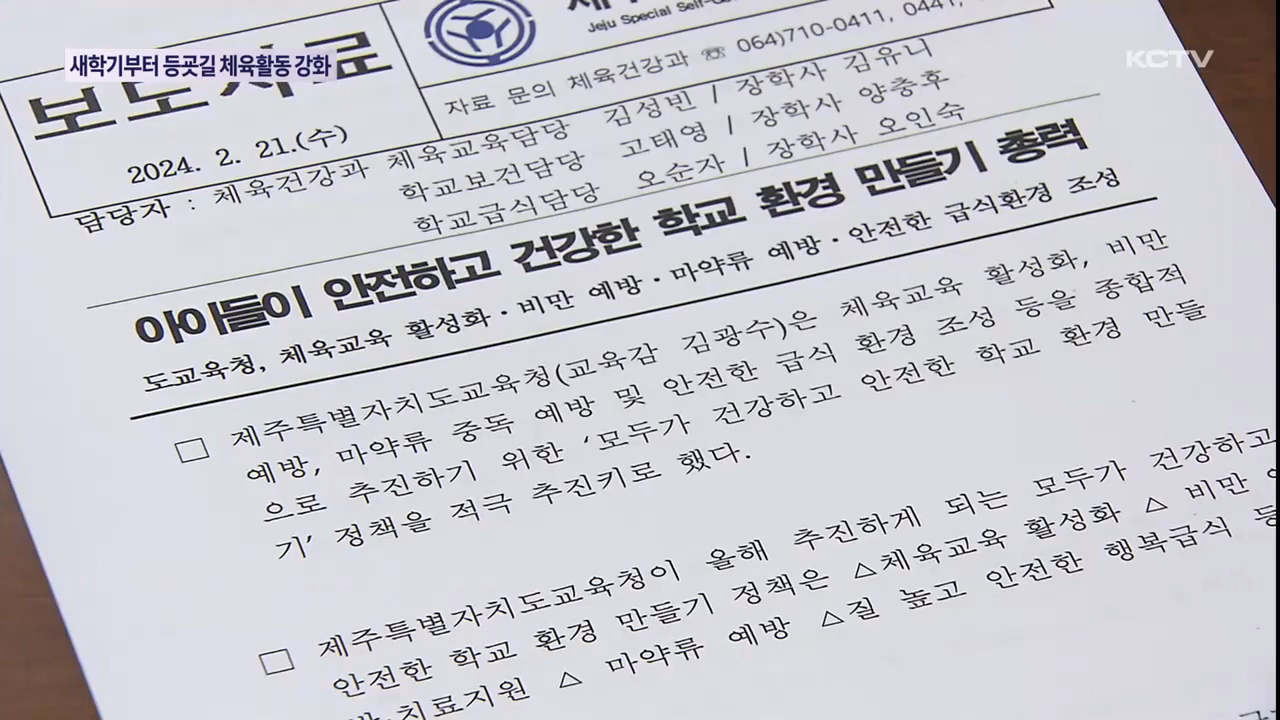 새학기부터 등굣길 체육활동 강화
KCTV
보도자료
2024. 2. 21.(수)
Jeju Special Self-
자료 문의 체육건강과 ☏ 064)710-0411, 0441,
담당자 : 체육건강과 체육교육담당 김성빈 / 장학사 김유니
학교보건담당 고태영 / 장학사 양충후
학교급식담당 오순자 / 장학사 오인숙
아이들이 안전하고 건강한 학교 환경 만들기 총력
도교육청, 체육교육 활성화·비만 예방·마약류 예방·안전한 급식환경 조성
□ 제주특별자치도교육청(교육감 김광수)은 체육교육 활성화, 비만
예방, 마약류 중독 예방 및 안전한 급식 환경 조성 등을 종합적
으로 추진하기 위한 ‘모두가 건강하고 안전한 학교 환경 만들
기’ 정책을 적극 추진키로 했다.
□ 제주특별자치도교육청이 올해 추진하게 되는 모두가 건강하고
안전한 학교 환경 만들기 정책은 △체육교육 활성화 △ 비만
치료지원 △ 마약류 예방 △질 높고 안전한 행복급식 등